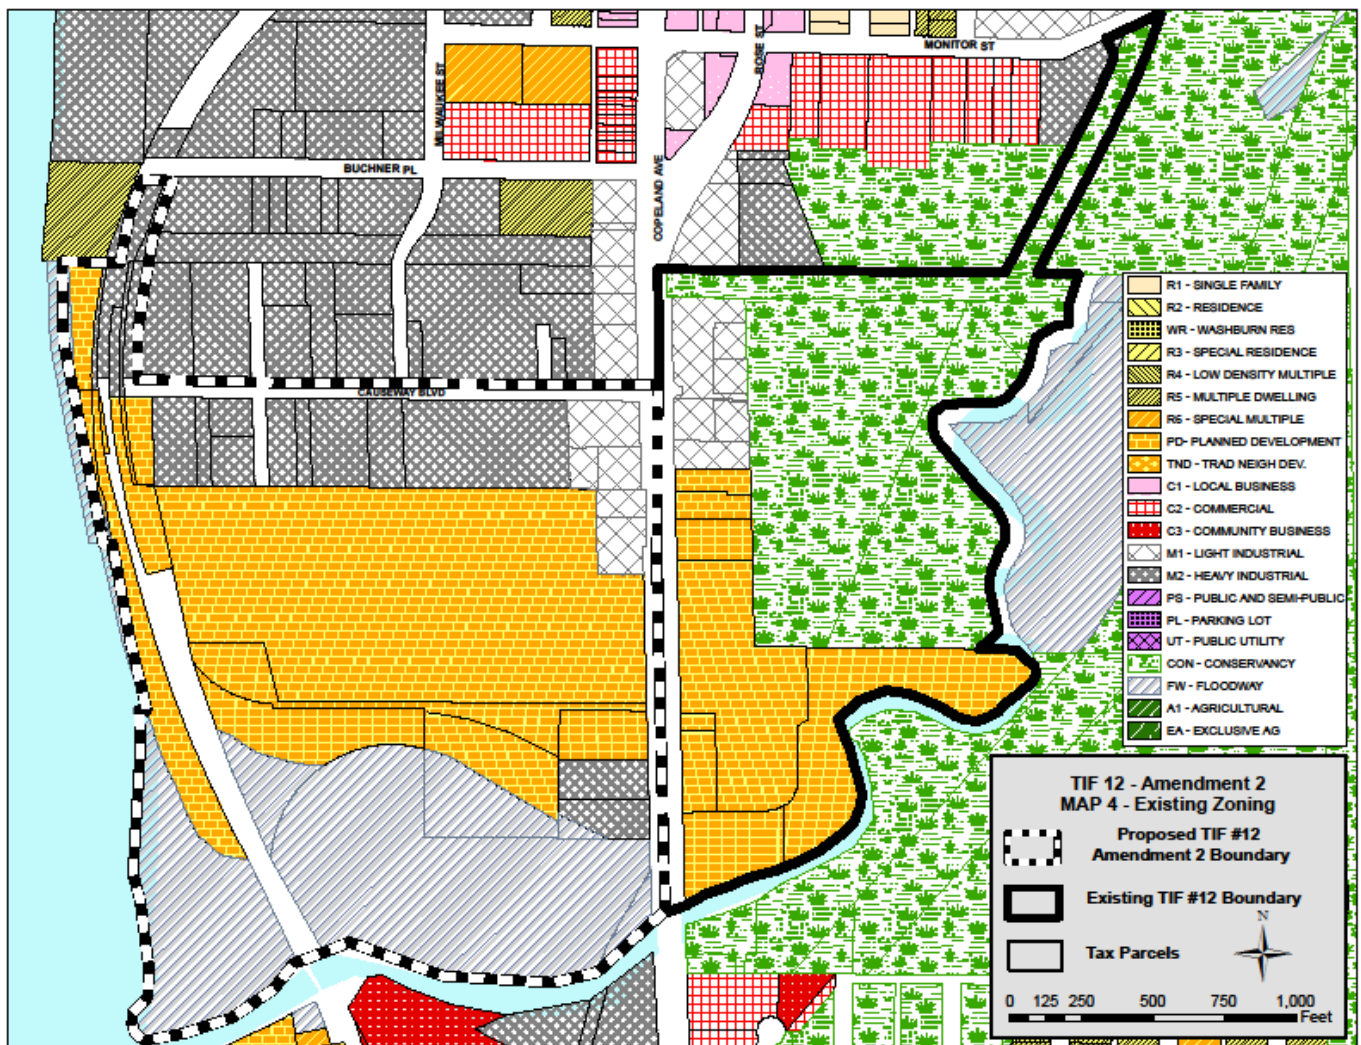 MONITOR ST
ROSE ST
MILWAUKEE ST
BUCHNER PL
COPELAND AVE
CAUSEWAY BLVD
R1 - SINGLE FAMILY
R2 - RESIDENCE
WR - WASHBURN RES
R3 - SPECIAL RESIDENCE
R4 - LOW DENSITY MULTIPLE
R5 - MULTIPLE DWELLING
R6 - SPECIAL MULTIPLE
PD- PLANNED DEVELOPMENT
TND - TRAD NEIGH DEV.
C1 - LOCAL BUSINESS
C2 - COMMERCIAL
C3 - COMMUNITY BUSINESS
M1 - LIGHT INDUSTRIAL
M2 - HEAVY INDUSTRIAL
PS - PUBLIC AND SEMI-PUBLIC
PL - PARKING LOT
UT - PUBLIC UTILITY
CON - CONSERVANCY
FW - FLOODWAY
A1 - AGRICULTURAL
EA - EXCLUSIVE AG
TIF 12 - Amendment 2
MAP 4 - Existing Zoning
Proposed TIF #12
Amendment 2 Boundary
Existing TIF #12 Boundary
N
Tax Parcels
0 125 250 500 750 1,000
Feet